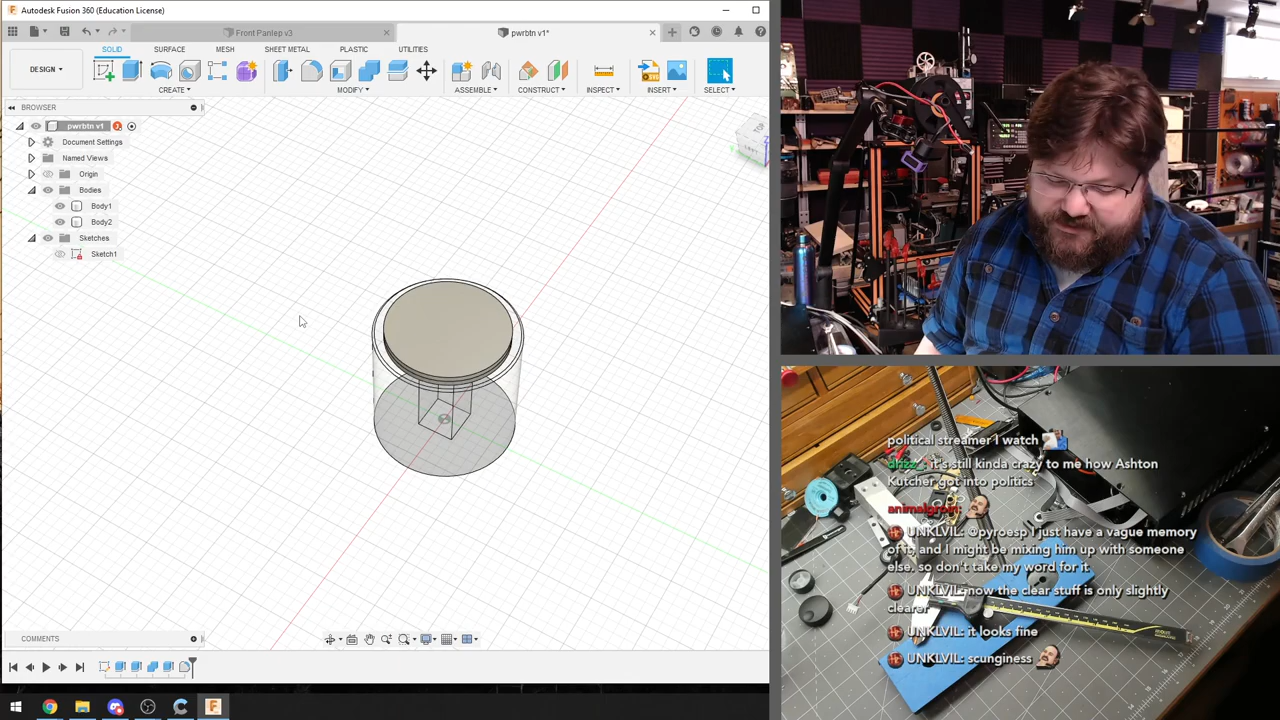 Autodesk Fusion 360 (Education License)
Front Panlep v3
pwrbtn v1*
DESIGN
SOLID
SURFACE
MESH
SHEET METAL
PLASTIC
UTILITIES
CREATE
MODIFY
ASSEMBLE
CONSTRUCT
INSPECT
INSERT
SELECT
BROWSER
pwrbtn v1
Document Settings
Named Views
Origin
Bodies
Body1
Body2
Sketches
Sketch1
COMMENTS
political streamer I watch
drizz_: it's still kinda crazy to me how Ashton
Kutcher got into politics
animalgroin:
UNKLVIL: @pyroesp I just have a vague memory
of it, and I might be mixing him up with someone
else, so don't take my word for it
UNKLVIL: now the clear stuff is only slightly
clearer
UNKLVIL: it looks fine
UNKLVIL: scunginess